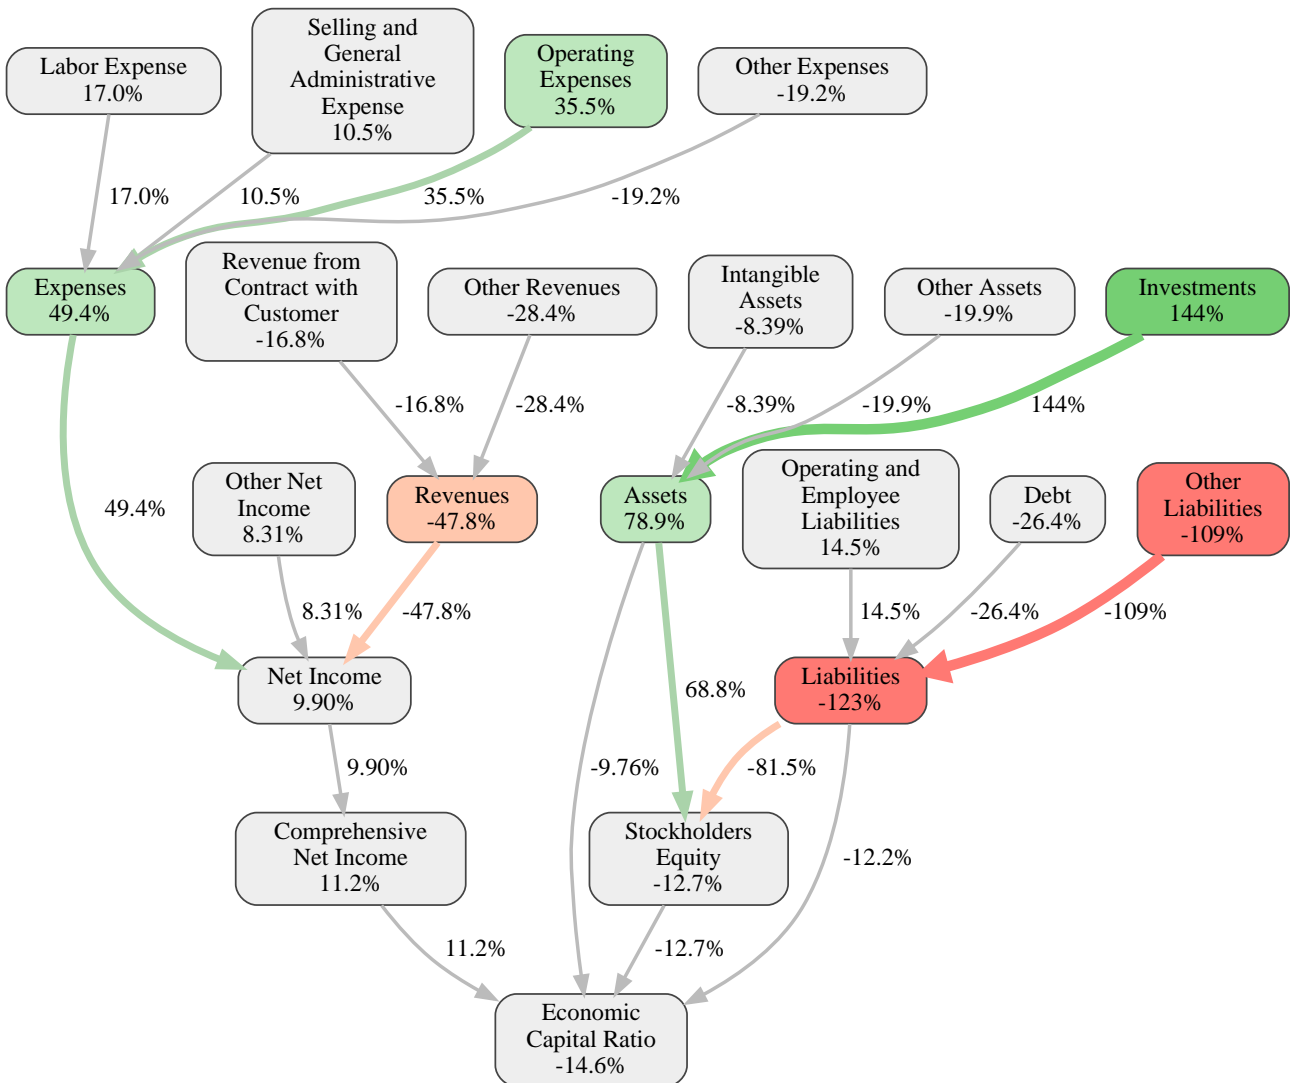 Labor Expense
17.0%
Selling and
General
Administrative
Expense
10.5%
Operating
Expenses
35.5%
Other Expenses
-19.2%
17.0%
10.5%
35.5%
-19.2%
Expenses
49.4%
Revenue from
Contract with
Customer
-16.8%
Other Revenues
-28.4%
Intangible
Assets
-8.39%
Other Assets
-19.9%
Investments
144%
-16.8%
-28.4%
-8.39%
-19.9%
144%
49.4%
Other Net
Income
8.31%
Revenues
-47.8%
Assets
78.9%
Operating and
Employee
Liabilities
14.5%
Debt
-26.4%
Other
Liabilities
-109%
8.31%
-47.8%
14.5%
-26.4%
-109%
Net Income
9.90%
68.8%
Liabilities
-123%
9.90%
-9.76%
-81.5%
Comprehensive
Net Income
11.2%
Stockholders
Equity
-12.7%
-12.2%
11.2%
-12.7%
Economic
Capital Ratio
-14.6%